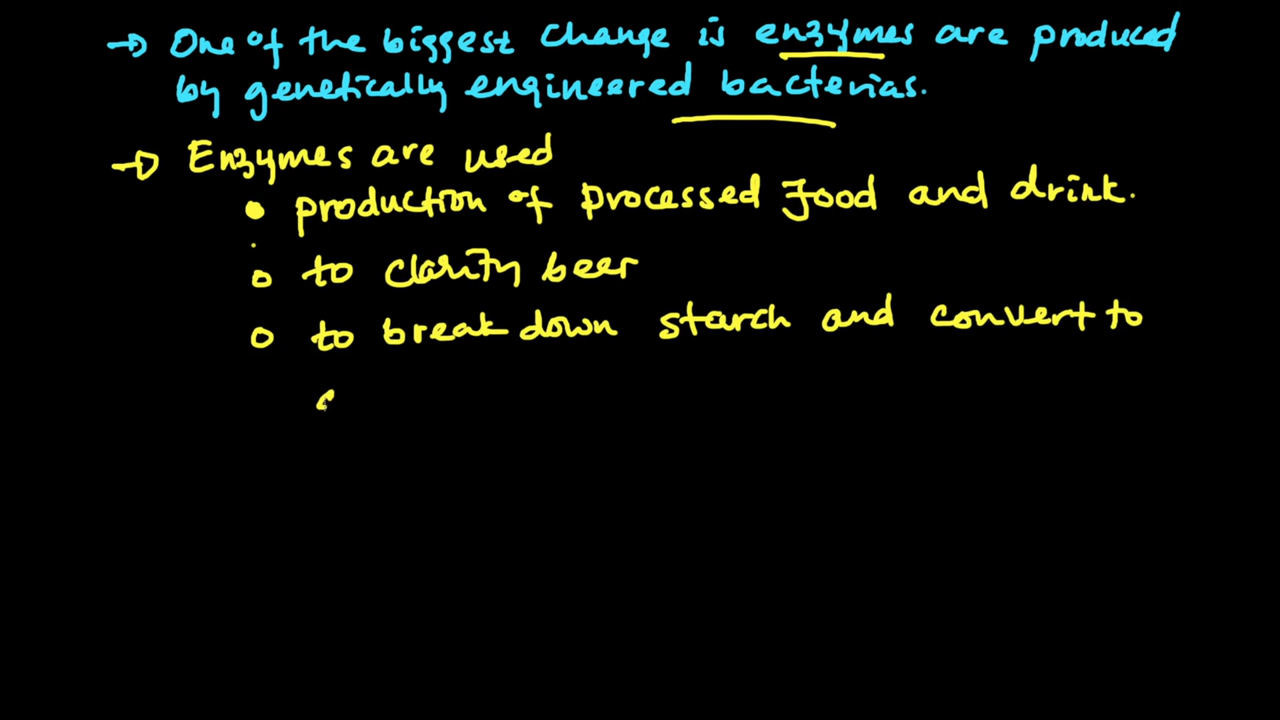 → One of the biggest change is enzymes are produced
by genetically engineered bacterias.
→ Enzymes are used
• production of processed food and drink.
o to clarity beer
o to break down starch and convert to